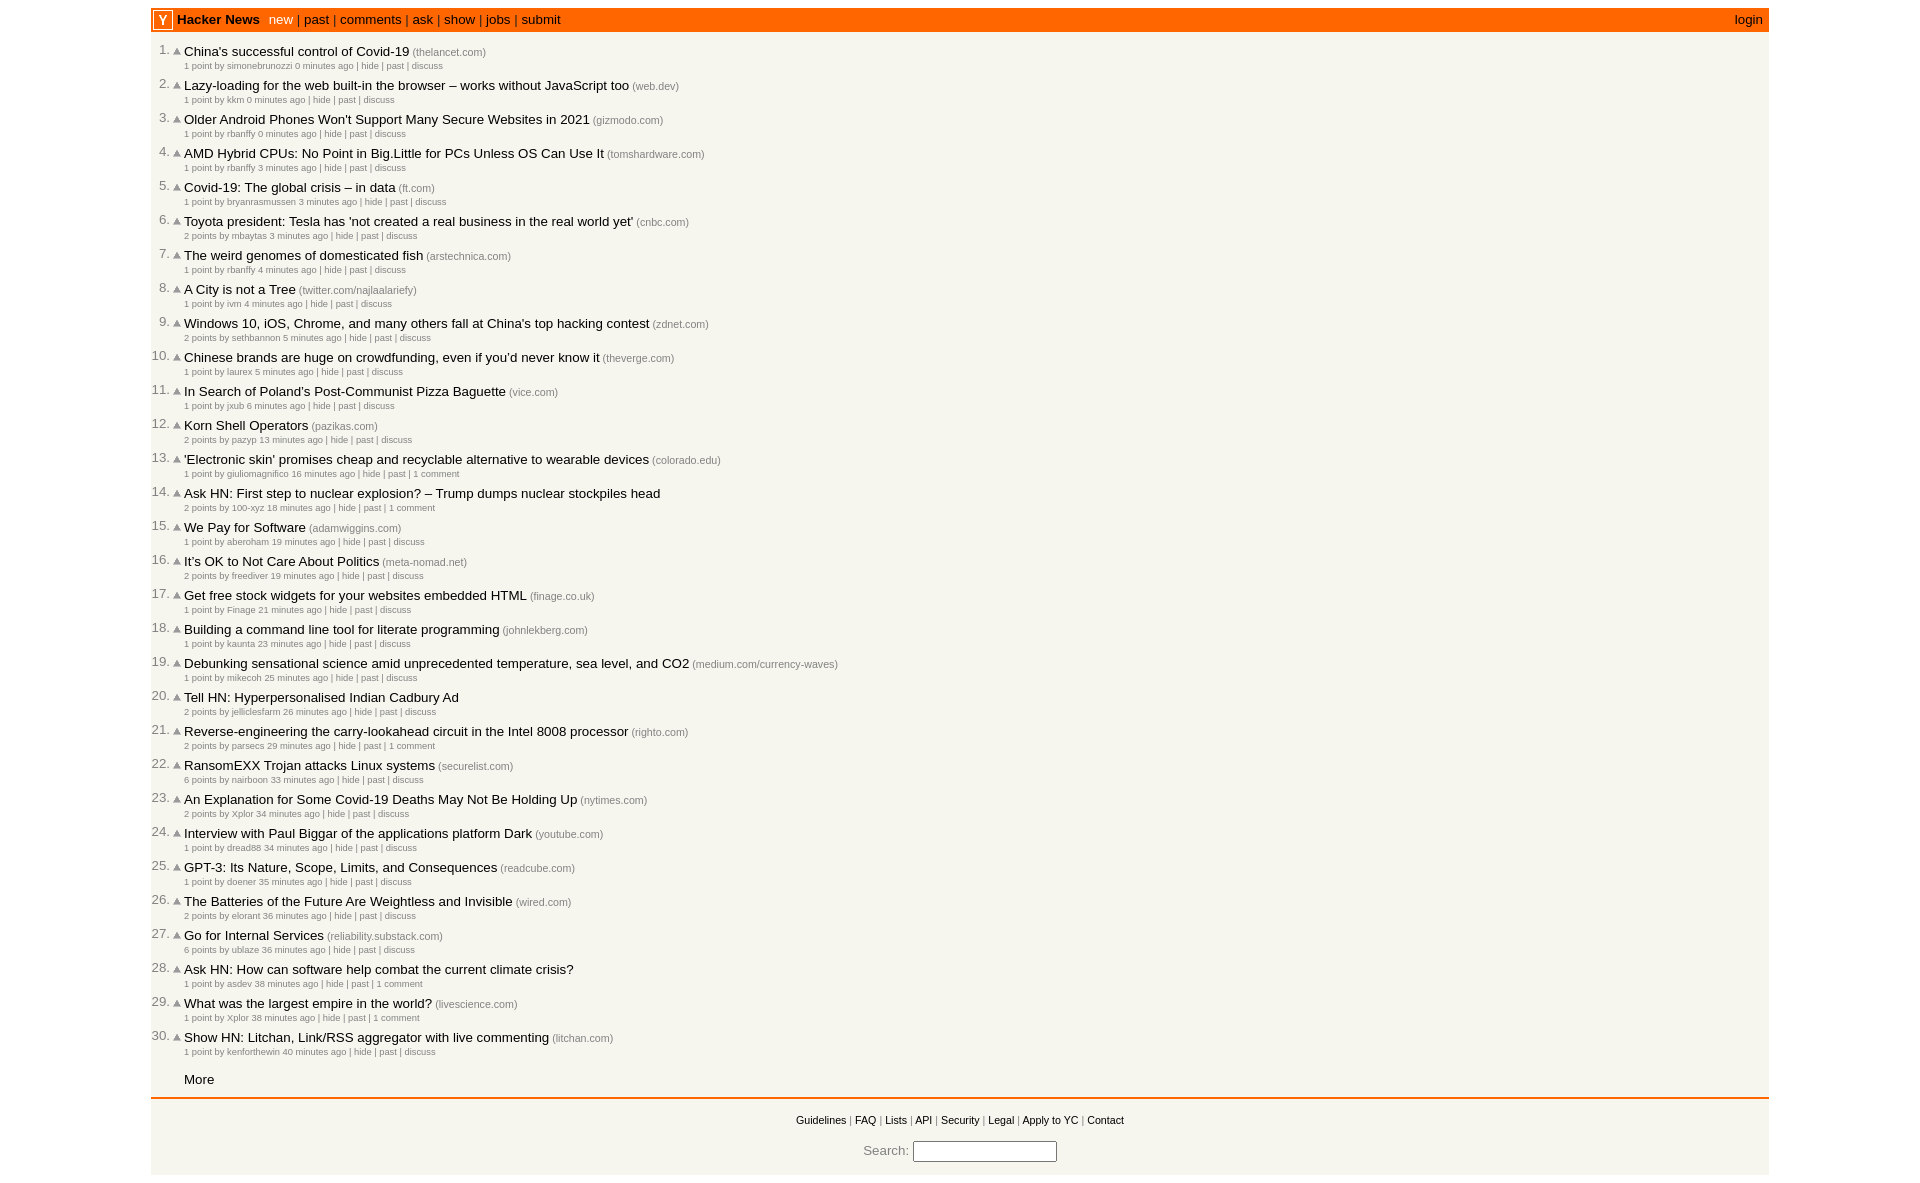 Y Hacker News new | past | comments | ask | show | jobs | submit login
1. China's successful control of Covid-19 (thelancet.com)
1 point by simonebrunozzi 0 minutes ago | hide | past | discuss
2. Lazy-loading for the web built-in the browser – works without JavaScript too (web.dev)
1 point by kkm 0 minutes ago | hide | past | discuss
3. Older Android Phones Won't Support Many Secure Websites in 2021 (gizmodo.com)
1 point by rbanffy 0 minutes ago | hide | past | discuss
4. AMD Hybrid CPUs: No Point in Big.Little for PCs Unless OS Can Use It (tomshardware.com)
1 point by rbanffy 3 minutes ago | hide | past | discuss
5. Covid-19: The global crisis – in data (ft.com)
1 point by bryanrasmussen 3 minutes ago | hide | past | discuss
6. Toyota president: Tesla has 'not created a real business in the real world yet' (cnbc.com)
2 points by mbaytas 3 minutes ago | hide | past | discuss
7. The weird genomes of domesticated fish (arstechnica.com)
1 point by rbanffy 4 minutes ago | hide | past | discuss
8. A City is not a Tree (twitter.com/najlaalariefy)
1 point by ivm 4 minutes ago | hide | past | discuss
9. Windows 10, iOS, Chrome, and many others fall at China's top hacking contest (zdnet.com)
2 points by sethbannon 5 minutes ago | hide | past | discuss
10. Chinese brands are huge on crowdfunding, even if you’d never know it (theverge.com)
1 point by laurex 5 minutes ago | hide | past | discuss
11. In Search of Poland’s Post-Communist Pizza Baguette (vice.com)
1 point by jxub 6 minutes ago | hide | past | discuss
12. Korn Shell Operators (pazikas.com)
2 points by pazyp 13 minutes ago | hide | past | discuss
13. 'Electronic skin' promises cheap and recyclable alternative to wearable devices (colorado.edu)
1 point by giuliomagnifico 16 minutes ago | hide | past | 1 comment
14. Ask HN: First step to nuclear explosion? – Trump dumps nuclear stockpiles head
2 points by 100-xyz 18 minutes ago | hide | past | 1 comment
15. We Pay for Software (adamwiggins.com)
1 point by aberoham 19 minutes ago | hide | past | discuss
16. It’s OK to Not Care About Politics (meta-nomad.net)
2 points by freediver 19 minutes ago | hide | past | discuss
17. Get free stock widgets for your websites embedded HTML (finage.co.uk)
1 point by Finage 21 minutes ago | hide | past | discuss
18. Building a command line tool for literate programming (johnlekberg.com)
1 point by kaunta 23 minutes ago | hide | past | discuss
19. Debunking sensational science amid unprecedented temperature, sea level, and CO2 (medium.com/currency-waves)
1 point by mikecoh 25 minutes ago | hide | past | discuss
20. Tell HN: Hyperpersonalised Indian Cadbury Ad
2 points by jelliclesfarm 26 minutes ago | hide | past | discuss
21. Reverse-engineering the carry-lookahead circuit in the Intel 8008 processor (righto.com)
2 points by parsecs 29 minutes ago | hide | past | 1 comment
22. RansomEXX Trojan attacks Linux systems (securelist.com)
6 points by nairboon 33 minutes ago | hide | past | discuss
23. An Explanation for Some Covid-19 Deaths May Not Be Holding Up (nytimes.com)
2 points by Xplor 34 minutes ago | hide | past | discuss
24. Interview with Paul Biggar of the applications platform Dark (youtube.com)
1 point by dread88 34 minutes ago | hide | past | discuss
25. GPT-3: Its Nature, Scope, Limits, and Consequences (readcube.com)
1 point by doener 35 minutes ago | hide | past | discuss
26. The Batteries of the Future Are Weightless and Invisible (wired.com)
2 points by elorant 36 minutes ago | hide | past | discuss
27. Go for Internal Services (reliability.substack.com)
6 points by ublaze 36 minutes ago | hide | past | discuss
28. Ask HN: How can software help combat the current climate crisis?
1 point by asdev 38 minutes ago | hide | past | 1 comment
29. What was the largest empire in the world? (livescience.com)
1 point by Xplor 38 minutes ago | hide | past | 1 comment
30. Show HN: Litchan, Link/RSS aggregator with live commenting (litchan.com)
1 point by kenforthewin 40 minutes ago | hide | past | discuss
More
Guidelines | FAQ | Lists | API | Security | Legal | Apply to YC | Contact
Search: